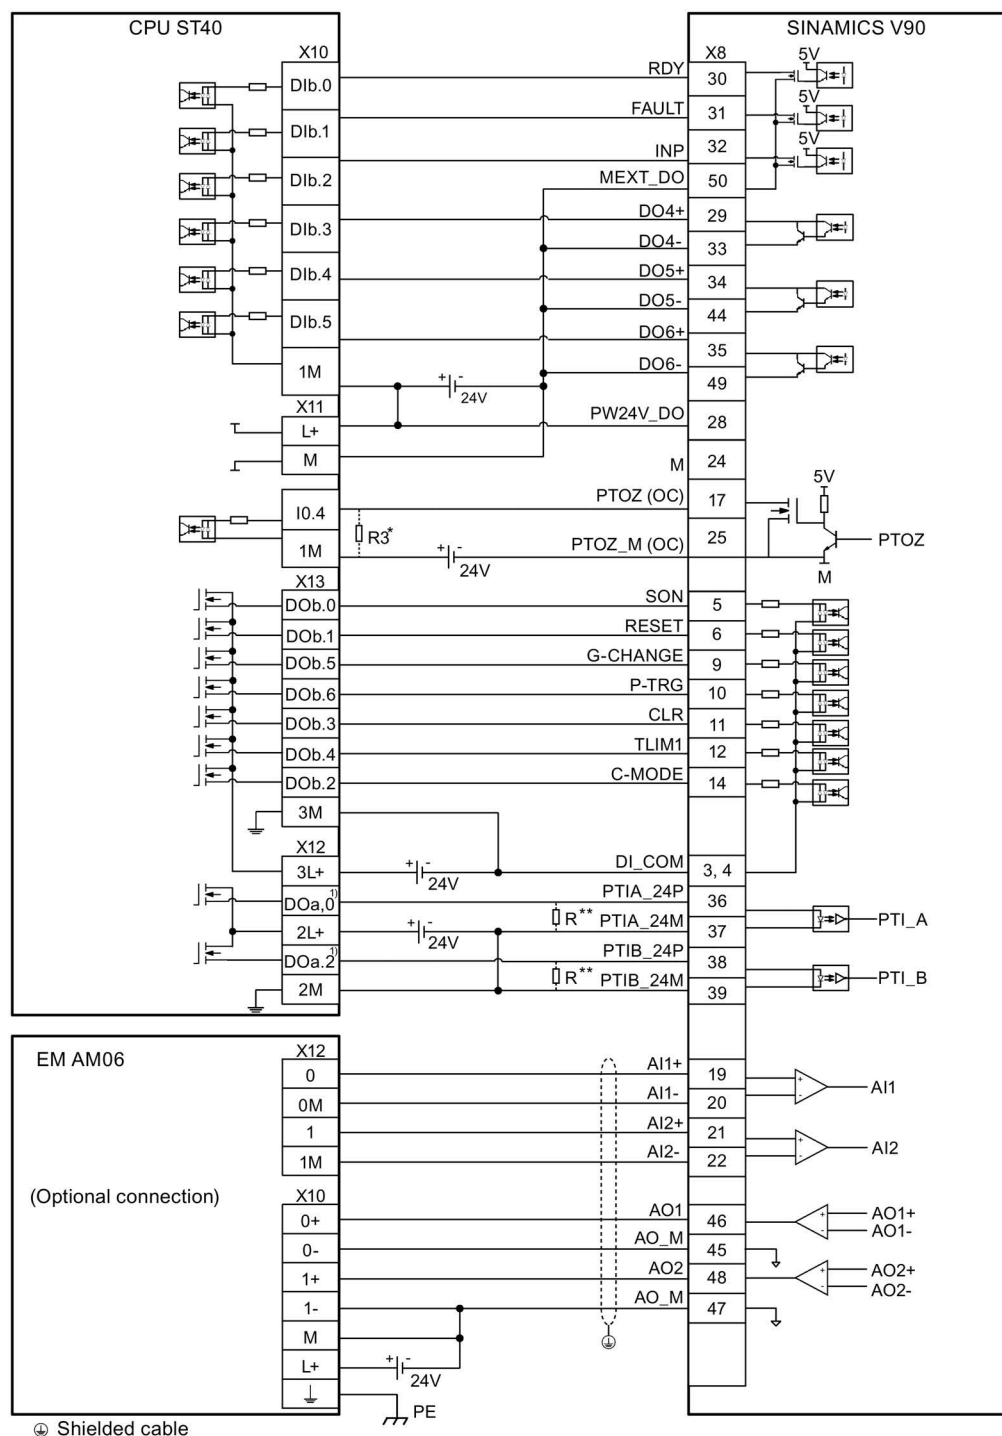 CPU ST40 SINAMICS V90
X10 X8
5V
DIb.0 RDY 30
5V
DIb.1 FAULT 31
5V
DIb.2 INP 32
MEXT_DO 50
DIb.3 DO4+ 29
DO4- 33
DIb.4 DO5+ 34
DO5- 44
DIb.5 DO6+ 35
1M DO6- 49
+ - 24V
X11
L+ PW24V_DO 28
M M 24
5V
I0.4 PTOZ (OC) 17
R3*
1M PTOZ_M (OC) 25 PTOZ
+ - 24V M
X13
DOb.0 SON 5
DOb.1 RESET 6
DOb.5 G-CHANGE 9
DOb.6 P-TRG 10
DOb.3 CLR 11
DOb.4 TLIM1 12
DOb.2 C-MODE 14
3M
X12
3L+ + - 24V DI_COM 3, 4
DOa,0 1) PTIA_24P 36
2L+ + - 24V R** PTIA_24M 37 PTI_A
DOa.2 1) PTIB_24P 38
2M R** PTIB_24M 39 PTI_B
EM AM06
X12
0 AI1+ 19 + AI1
0M AI1- 20 -
1 AI2+ 21 + AI2
1M AI2- 22 -
(Optional connection)
X10
0+ AO1 46 + AO1+
- AO1-
0- AO_M 45
1+ AO2 48 + AO2+
- AO2-
1- AO_M 47
M
L+ + - 24V
PE
Shielded cable